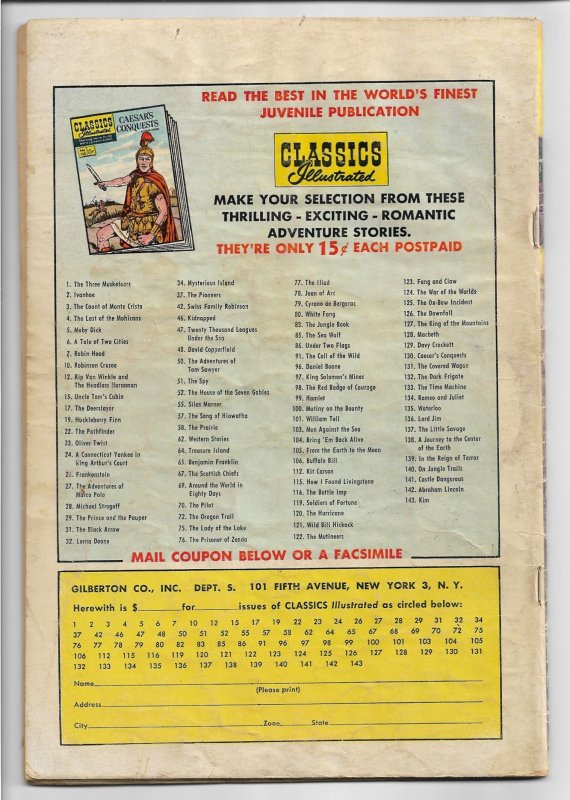 READ THE BEST IN THE WORLD'S FINEST
JUVENILE PUBLICATION
CLASSICS
Illustrated
CAESAR'S
CONQUESTS
CLASSICS
Illustrated
MAKE YOUR SELECTION FROM THESE
THRILLING - EXCITING - ROMANTIC
ADVENTURE STORIES.
THEY'RE ONLY 15¢ EACH POSTPAID
1. The Three Musketeers
2. Ivanhoe
3. The Count of Monte Cristo
4. The Last of the Mohicans
5. Moby Dick
6. A Tale of Two Cities
7. Robin Hood
10. Robinson Crusoe
12. Rip Van Winkle and
The Headless Horseman
15. Uncle Tom's Cabin
17. The Deerslayer
19. Huckleberry Finn
22. The Pathfinder
23. Oliver Twist
24. A Connecticut Yankee in
King Arthur's Court
26. Frankenstein
27. The Adventures of
Marco Polo
28. Michael Strogoff
29. The Prince and the Pauper
31. The Black Arrow
32. Lorna Doone
34. Mysterious Island
37. The Pioneers
42. Swiss Family Robinson
46. Kidnapped
47. Twenty Thousand Leagues
Under the Sea
48. David Copperfield
50. The Adventures of
Tom Sawyer
51. The Spy
52. The House of the Seven Gables
55. Silas Marner
57. The Song of Hiawatha
58. The Prairie
62. Western Stories
64. Treasure Island
65. Benjamin Franklin
67. The Scottish Chiefs
69. Around the World in
Eighty Days
70. The Pilot
72. The Oregon Trail
75. The Lady of the Lake
76. The Prisoner of Zenda
77. The Iliad
78. Joan of Arc
79. Cyrano de Bergerac
80. White Fang
83. The Jungle Book
85. The Sea Wolf
86. Under Two Flags
91. The Call of the Wild
96. Daniel Boone
97. King Solomon's Mines
98. The Red Badge of Courage
99. Hamlet
100. Mutiny on the Bounty
101. William Tell
103. Men Against the Sea
104. Bring 'Em Back Alive
105. From the Earth to the Moon
106. Buffalo Bill
112. Kit Carson
115. How I Found Livingstone
116. The Bottle Imp
119. Soldiers of Fortune
120. The Hurricane
121. Wild Bill Hickock
122. The Mutineers
123. Fang and Claw
124. The War of the Worlds
125. The Ox-Bow Incident
126. The Downfall
127. The King of the Mountains
128. Macbeth
129. Davy Crockett
130. Caesar's Conquests
131. The Covered Wagon
132. The Dark Frigate
133. The Time Machine
134. Romeo and Juliet
135. Waterloo
136. Lord Jim
137. The Little Savage
138. A Journey to the Center
of the Earth
139. In the Reign of Terror
140. On Jungle Trails
141. Castle Dangerous
142. Abraham Lincoln
143. Kim
MAIL COUPON BELOW OR A FACSIMILE
GILBERTON CO., INC. DEPT. S. 101 FIFTH AVENUE, NEW YORK 3, N. Y.
Herewith is $ for issues of CLASSICS Illustrated as circled below:
1 2 3 4 5 6 7 10 12 15 17 19 22 23 24 26 27 28 29 31 32 34
37 42 46 47 48 50 51 52 55 57 58 62 64 65 67 69 70 72 75
76 77 78 79 80 83 85 86 91 96 97 98 99 100 101 103 104 105
106 112 115 116 119 120 121 122 123 124 125 126 127 128 129 130 131
132 133 134 135 136 137 138 139 140 141 142 143
Name
(Please print)
Address
City Zone State